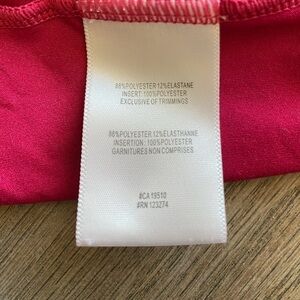 88%POLYESTER 12%ELASTANE
INSERT: 100%POLYESTER
EXCLUSIVE OF TRIMMINGS
88%POLYESTER 12%ELASTHANNE
INSERTION: 100%POLYESTER
GARNITURES NON COMPRISES
#CA 19510
#RN 123274